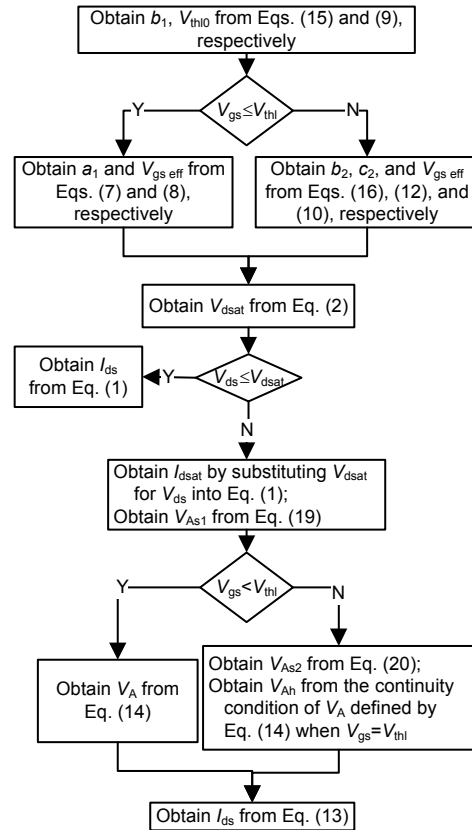 Obtain b1, Vthl0 from Eqs. (15) and (9),
respectively
Vgs≤Vthl
Y
N
Obtain a1 and Vgs eff from
Eqs. (7) and (8),
respectively
Obtain b2, c2, and Vgs eff
from Eqs. (16), (12), and
(10), respectively
Obtain Vdsat from Eq. (2)
Obtain Ids
from Eq. (1)
Y
Vds≤Vdsat
N
Obtain Idsat by substituting Vdsat
for Vds into Eq. (1);
Obtain VAs1 from Eq. (19)
Y
Vgs<Vthl
N
Obtain VA from
Eq. (14)
Obtain VAs2 from Eq. (20);
Obtain VAh from the continuity
condition of VA defined by
Eq. (14) when Vgs=Vthl
Obtain Ids from Eq. (13)